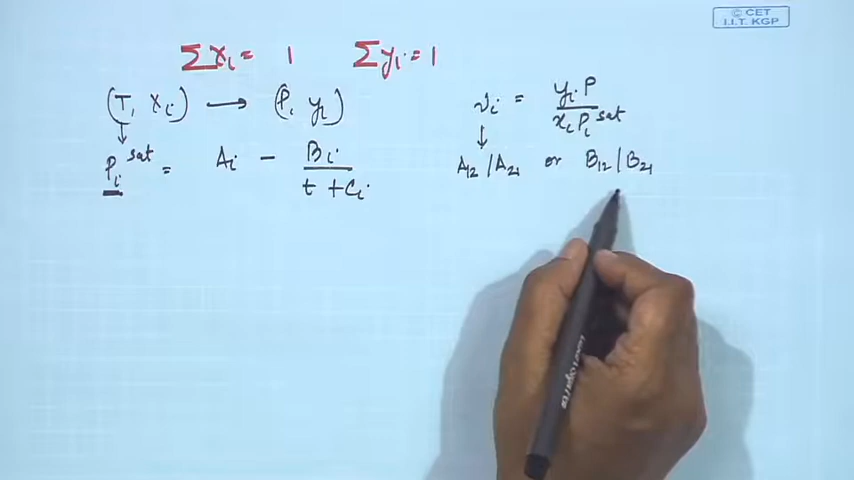 © CET
I.I.T. KGP
Σxᵢ = 1 Σyᵢ = 1
(T, xᵢ) → (P, yᵢ)
γᵢ = yᵢ P / xᵢ Pᵢ^sat
↓ ↓
Pᵢ^sat = Aᵢ − Bᵢ / t + Cᵢ
A₁₂ / A₂₁ or B₁₂ / B₂₁